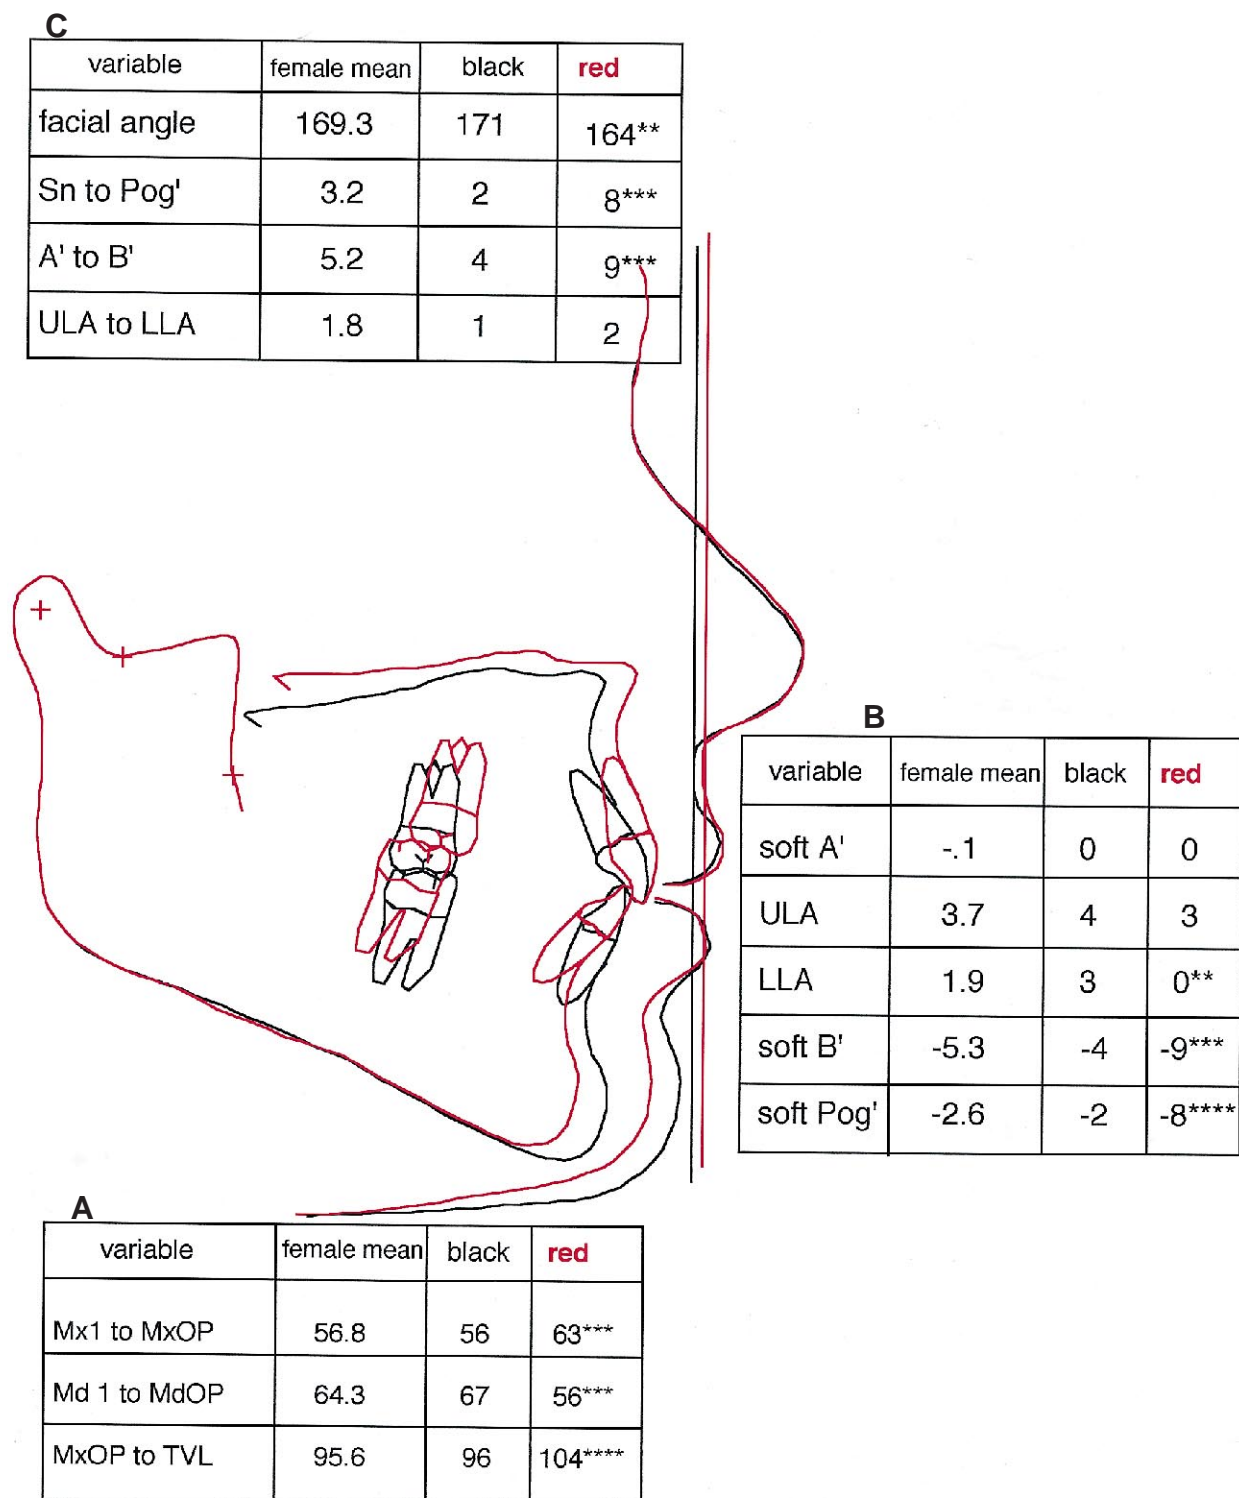 C
variable female mean black red
facial angle 169.3 171 164**
Sn to Pog' 3.2 2 8***
A' to B' 5.2 4 9***
ULA to LLA 1.8 1 2
B
variable female mean black red
soft A' -.1 0 0
ULA 3.7 4 3
LLA 1.9 3 0**
soft B' -5.3 -4 -9***
soft Pog' -2.6 -2 -8****
A
variable female mean black red
Mx1 to MxOP 56.8 56 63***
Md 1 to MdOP 64.3 67 56***
MxOP to TVL 95.6 96 104****